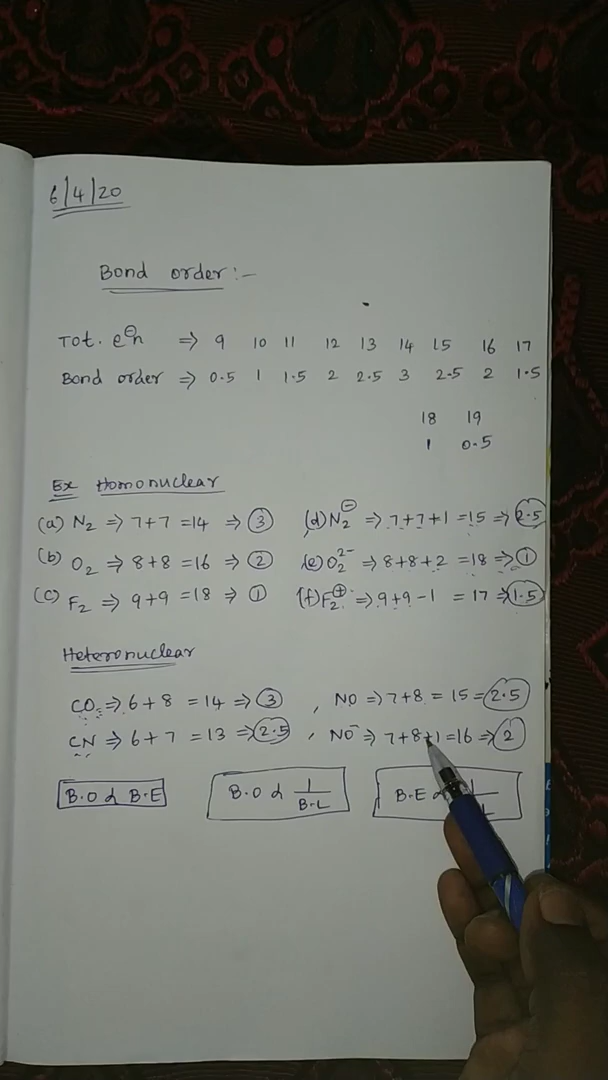 6/4/20
Bond order:-
Tot. e⊖n ⇒ 9 10 11 12 13 14 15 16 17
Bond order ⇒ 0.5 1 1.5 2 2.5 3 2.5 2 1.5
18 19
1 0.5
Ex Homonuclear
(a) N₂ ⇒ 7+7 = 14 ⇒ 3 (d) N₂⊖ ⇒ 7+7+1 = 15 ⇒ 2.5
(b) O₂ ⇒ 8+8 = 16 ⇒ 2 (e) O₂²⁻ ⇒ 8+8+2 = 18 ⇒ 1
(c) F₂ ⇒ 9+9 = 18 ⇒ 1 (f) F₂⊕ ⇒ 9+9-1 = 17 ⇒ 1.5
Heteronuclear
CO ⇒ 6+8 = 14 ⇒ 3 , NO ⇒ 7+8 = 15 = 2.5
CN ⇒ 6+7 = 13 ⇒ 2.5 , NO⁻ ⇒ 7+8+1 = 16 ⇒ 2
B.O α B.E B.O α 1/B.L B.E α 1/ L